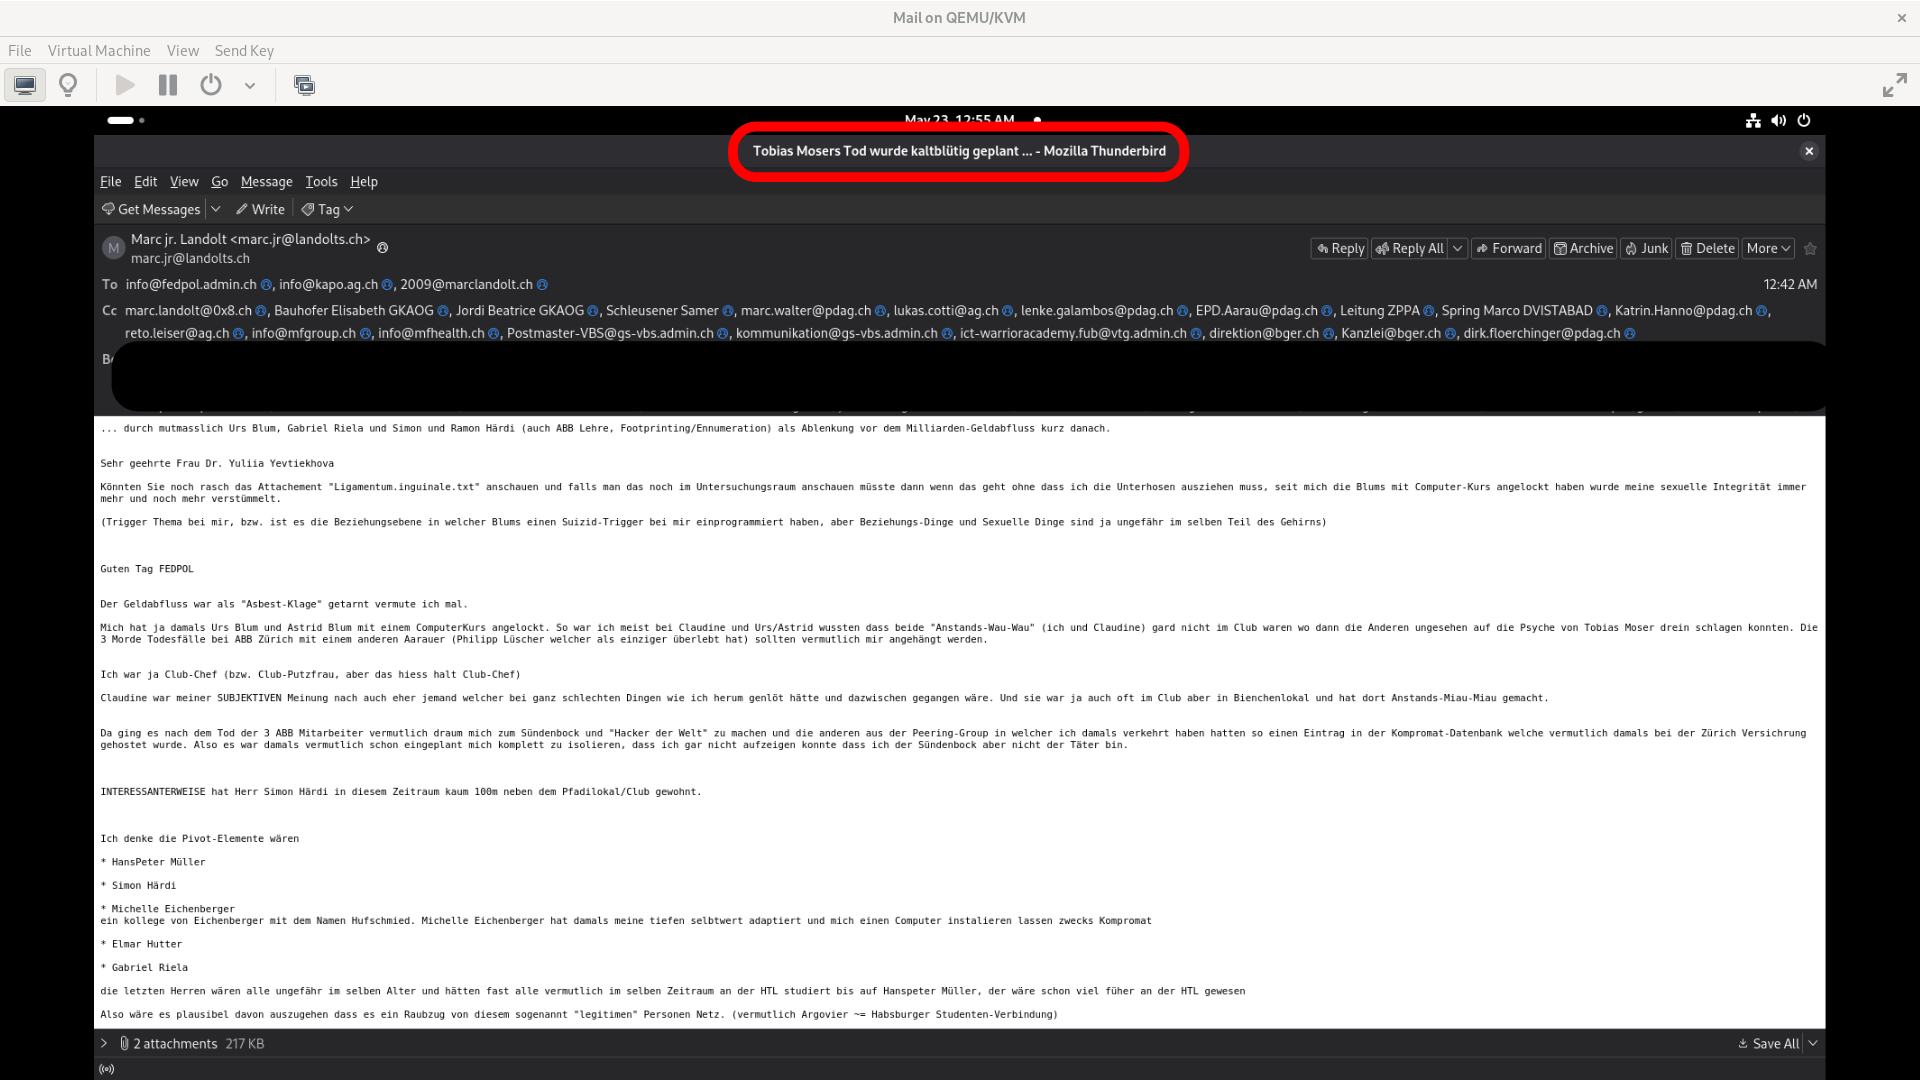 Mail on QEMU/KVM
File Virtual Machine View Send Key
May 23 12:55 AM
Tobias Mosers Tod wurde kaltblütig geplant ... - Mozilla Thunderbird
File Edit View Go Message Tools Help
Get Messages Write Tag
M
Marc jr. Landolt <marc.jr@landolts.ch>
marc.jr@landolts.ch
Reply Reply All Forward Archive Junk Delete More
To info@fedpol.admin.ch , info@kapo.ag.ch , 2009@marclandolt.ch
12:42 AM
Cc marc.landolt@0x8.ch , Bauhofer Elisabeth GKAOG , Jordi Beatrice GKAOG , Schleusener Samer , marc.walter@pdag.ch , lukas.cotti@ag.ch , lenke.galambos@pdag.ch , EPD.Aarau@pdag.ch , Leitung ZPPA , Spring Marco DVISTABAD , Katrin.Hanno@pdag.ch ,
reto.leiser@ag.ch , info@mfgroup.ch , info@mfhealth.ch , Postmaster-VBS@gs-vbs.admin.ch , kommunikation@gs-vbs.admin.ch , ict-warrioracademy.fub@vtg.admin.ch , direktion@bger.ch , Kanzlei@bger.ch , dirk.floerchinger@pdag.ch
... durch mutmasslich Urs Blum, Gabriel Riela und Simon und Ramon Härdi (auch ABB Lehre, Footprinting/Ennumeration) als Ablenkung vor dem Milliarden-Geldabfluss kurz danach.
Sehr geehrte Frau Dr. Yuliia Yevtiekhova
Könnten Sie noch rasch das Attachement "Ligamentum.inguinale.txt" anschauen und falls man das noch im Untersuchungsraum anschauen müsste dann wenn das geht ohne dass ich die Unterhosen ausziehen muss, seit mich die Blums mit Computer-Kurs angelockt haben wurde meine sexuelle Integrität immer
mehr und noch mehr verstümmelt.
(Trigger Thema bei mir, bzw. ist es die Beziehungsebene in welcher Blums einen Suizid-Trigger bei mir einprogrammiert haben, aber Beziehungs-Dinge und Sexuelle Dinge sind ja ungefähr im selben Teil des Gehirns)
Guten Tag FEDPOL
Der Geldabfluss war als "Asbest-Klage" getarnt vermute ich mal.
Mich hat ja damals Urs Blum und Astrid Blum mit einem ComputerKurs angelockt. So war ich meist bei Claudine und Urs/Astrid wussten dass beide "Anstands-Wau-Wau" (ich und Claudine) gard nicht im Club waren wo dann die Anderen ungesehen auf die Psyche von Tobias Moser drein schlagen konnten. Die
3 Morde Todesfälle bei ABB Zürich mit einem anderen Aarauer (Philipp Lüscher welcher als einziger überlebt hat) sollten vermutlich mir angehängt werden.
Ich war ja Club-Chef (bzw. Club-Putzfrau, aber das hiess halt Club-Chef)
Claudine war meiner SUBJEKTIVEN Meinung nach auch eher jemand welcher bei ganz schlechten Dingen wie ich herum genlöt hätte und dazwischen gegangen wäre. Und sie war ja auch oft im Club aber in Bienchenlokal und hat dort Anstands-Miau-Miau gemacht.
Da ging es nach dem Tod der 3 ABB Mitarbeiter vermutlich draum mich zum Sündenbock und "Hacker der Welt" zu machen und die anderen aus der Peering-Group in welcher ich damals verkehrt haben hatten so einen Eintrag in der Kompromat-Datenbank welche vermutlich damals bei der Zürich Versichrung
gehostet wurde. Also es war damals vermutlich schon eingeplant mich komplett zu isolieren, dass ich gar nicht aufzeigen konnte dass ich der Sündenbock aber nicht der Täter bin.
INTERESSANTERWEISE hat Herr Simon Härdi in diesem Zeitraum kaum 100m neben dem Pfadilokal/Club gewohnt.
Ich denke die Pivot-Elemente wären
* HansPeter Müller
* Simon Härdi
* Michelle Eichenberger
ein kollege von Eichenberger mit dem Namen Hufschmied. Michelle Eichenberger hat damals meine tiefen selbtwert adaptiert und mich einen Computer instalieren lassen zwecks Kompromat
* Elmar Hutter
* Gabriel Riela
die letzten Herren wären alle ungefähr im selben Alter und hätten fast alle vermutlich im selben Zeitraum an der HTL studiert bis auf Hanspeter Müller, der wäre schon viel füher an der HTL gewesen
Also wäre es plausibel davon auszugehen dass es ein Raubzug von diesem sogenannt "legitimen" Personen Netz. (vermutlich Argovier ~= Habsburger Studenten-Verbindung)
2 attachments 217 KB
Save All